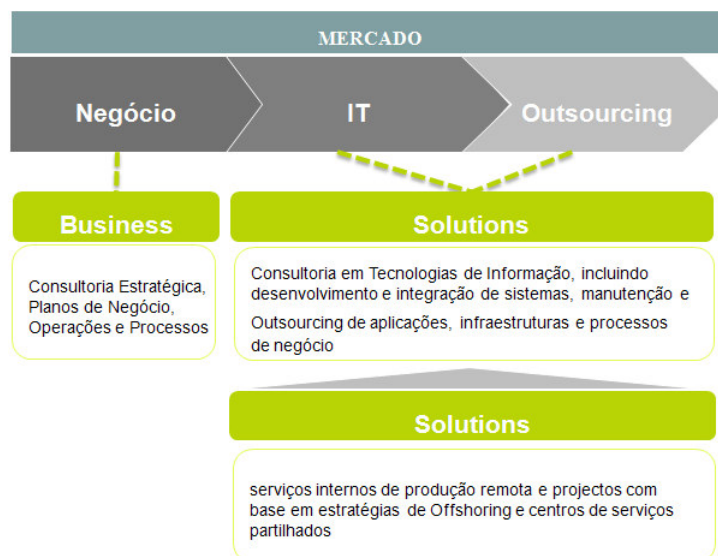 MERCADO
Negócio
IT
Outsourcing
Business
Solutions
Consultoria Estratégica,
Planos de Negócio,
Operações e Processos
Consultoria em Tecnologias de Informação, incluindo
desenvolvimento e integração de sistemas, manutenção e
Outsourcing de aplicações, infraestruturas e processos
de negócio
Solutions
serviços internos de produção remota e projectos com
base em estratégias de Offshoring e centros de serviços
partilhados